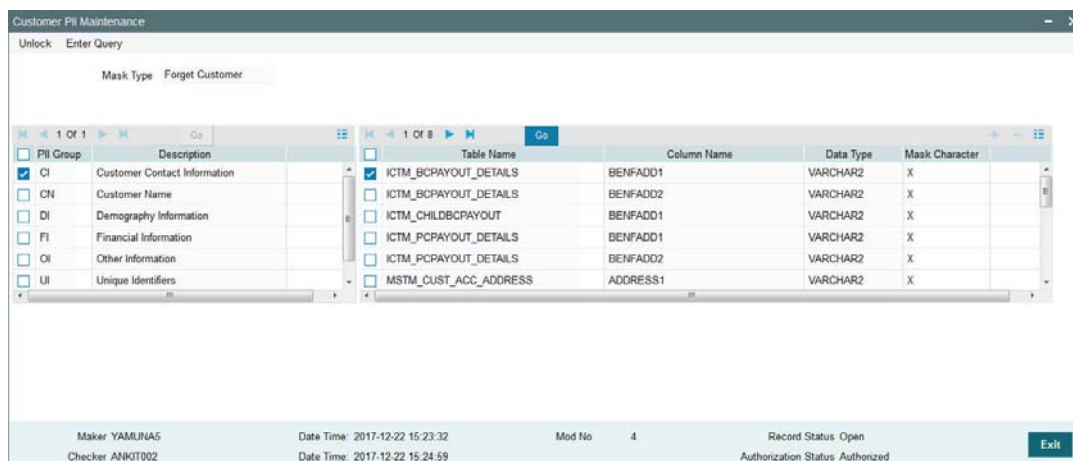 Customer PII Maintenance
Unlock Enter Query
Mask Type Forget Customer
1 Of 1 Go
1 Of 8 Go
PII Group Description
Table Name Column Name Data Type Mask Character
CI Customer Contact Information
ICTM_BCPAYOUT_DETAILS BENFADD1 VARCHAR2 X
CN Customer Name
ICTM_BCPAYOUT_DETAILS BENFADD2 VARCHAR2 X
DI Demography Information
ICTM_CHILDBCPAYOUT BENFADD1 VARCHAR2 X
FI Financial Information
ICTM_PCPAYOUT_DETAILS BENFADD1 VARCHAR2 X
OI Other Information
ICTM_PCPAYOUT_DETAILS BENFADD2 VARCHAR2 X
UI Unique Identifiers
MSTM_CUST_ACC_ADDRESS ADDRESS1 VARCHAR2 X
Maker YAMUNA5 Date Time: 2017-12-22 15:23:32 Mod No 4 Record Status Open
Checker ANKIT002 Date Time: 2017-12-22 15:24:59 Authorization Status Authorized
Exit